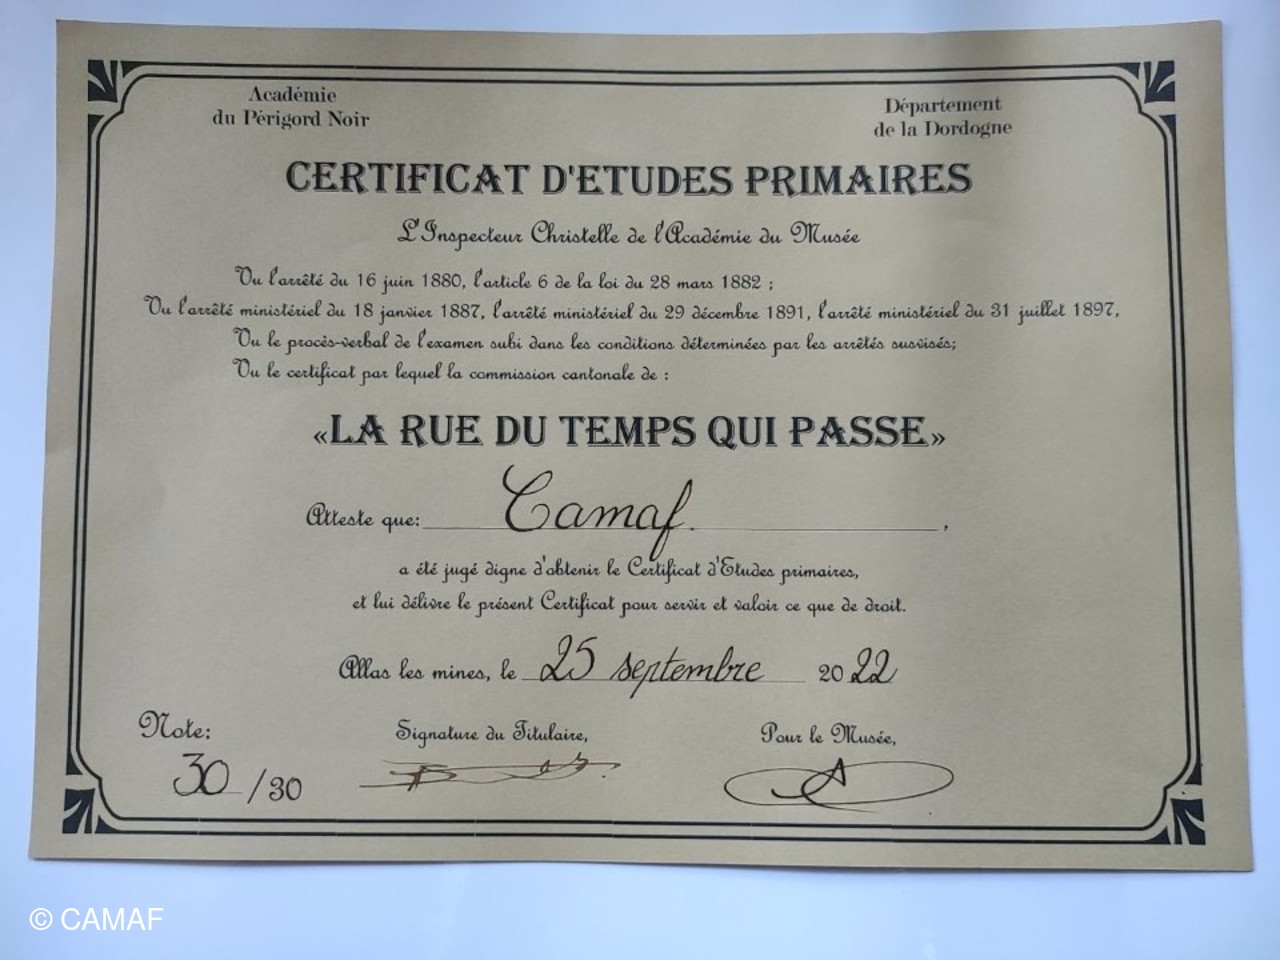 Académie
du Périgord Noir
Département
de la Dordogne
CERTIFICAT D'ETUDES PRIMAIRES
L'Inspecteur Christelle de l'Académie du Musée
Vu l'arrêté du 16 juin 1880, l'article 6 de la loi du 28 mars 1882 ;
Vu l'arrêté ministériel du 18 janvier 1887, l'arrêté ministériel du 29 décembre 1891, l'arrêté ministériel du 31 juillet 1897,
Vu le procès-verbal de l'examen subi dans les conditions déterminées par les arrêtés susvisés;
Vu le certificat par lequel la commission cantonale de :
«LA RUE DU TEMPS QUI PASSE»
Atteste que: Camaf.,
a été jugé digne d'obtenir le Certificat d'Etudes primaires,
et lui délivre le présent Certificat pour servir et valoir ce que de droit.
Allas les mines, le 25 septembre 2022
Note:
30/30
Signature du Titulaire,
Pour le Musée,
© CAMAF